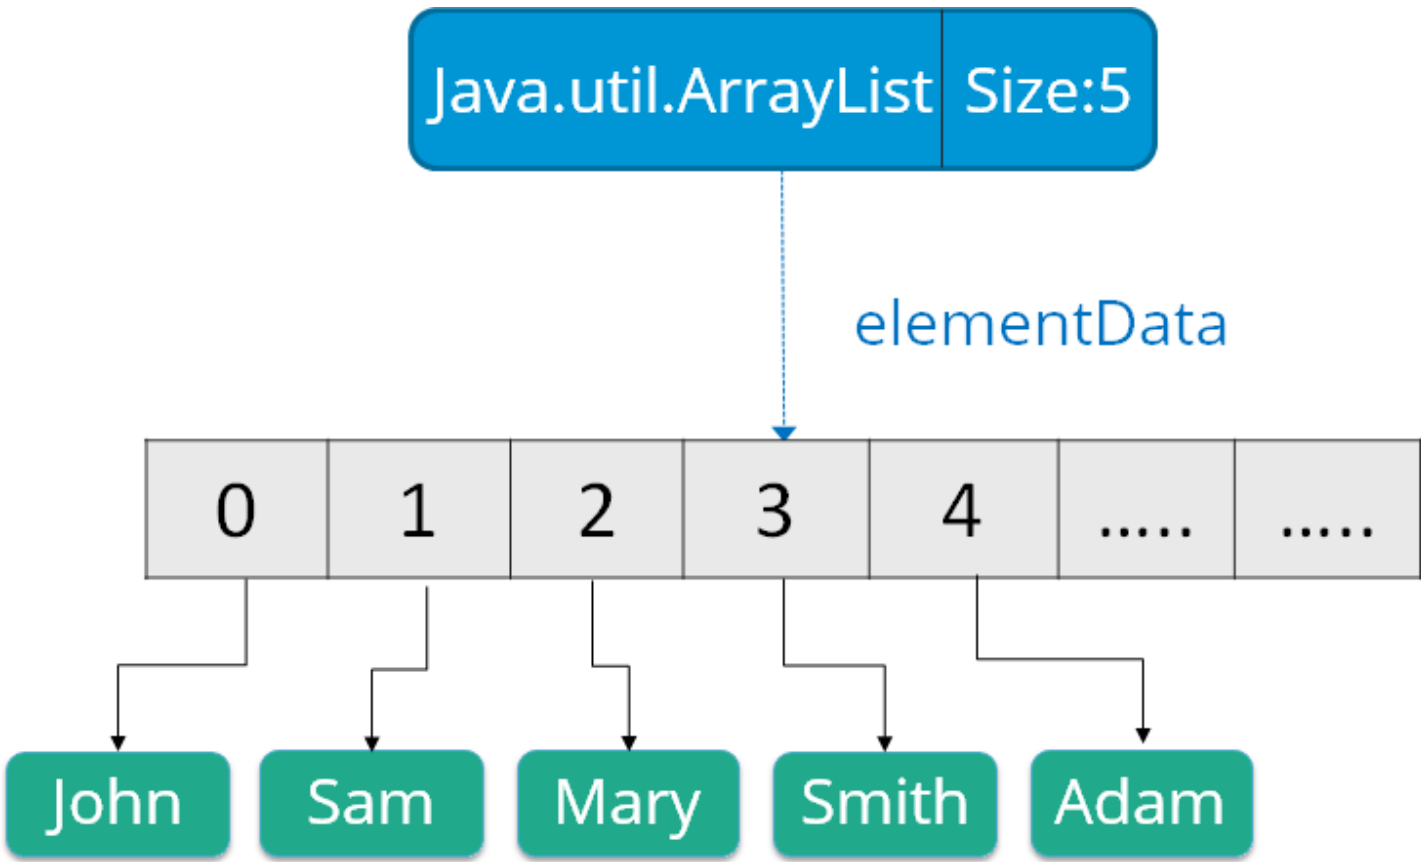 Java.util.ArrayList Size:5
elementData
0 1 2 3 4 ..... .....
John Sam Mary Smith Adam